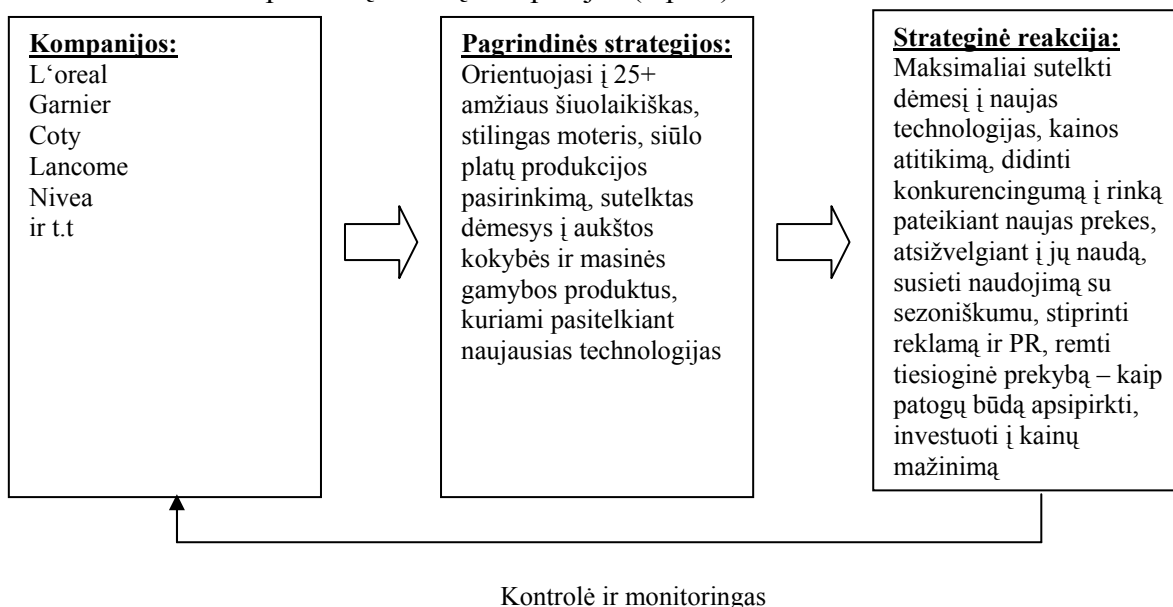 Kompanijos:
L‘oreal
Garnier
Coty
Lancome
Nivea
ir t.t
Pagrindinės strategijos:
Orientuojasi į 25+
amžiaus šiuolaikiškas,
stilingas moteris, siūlo
platų produkcijos
pasirinkimą, sutelktas
dėmesys į aukštos
kokybės ir masinės
gamybos produktus,
kuriami pasitelkiant
naujausias technologijas
Strateginė reakcija:
Maksimaliai sutelkti
dėmesį į naujas
technologijas, kainos
atitikimą, didinti
konkurencingumą į rinką
pateikiant naujas prekes,
atsižvelgiant į jų naudą,
susieti naudojimą su
sezoniškumu, stiprinti
reklamą ir PR, remti
tiesioginė prekybą – kaip
patogų būdą apsipirkti,
investuoti į kainų
mažinimą
Kontrolė ir monitoringas